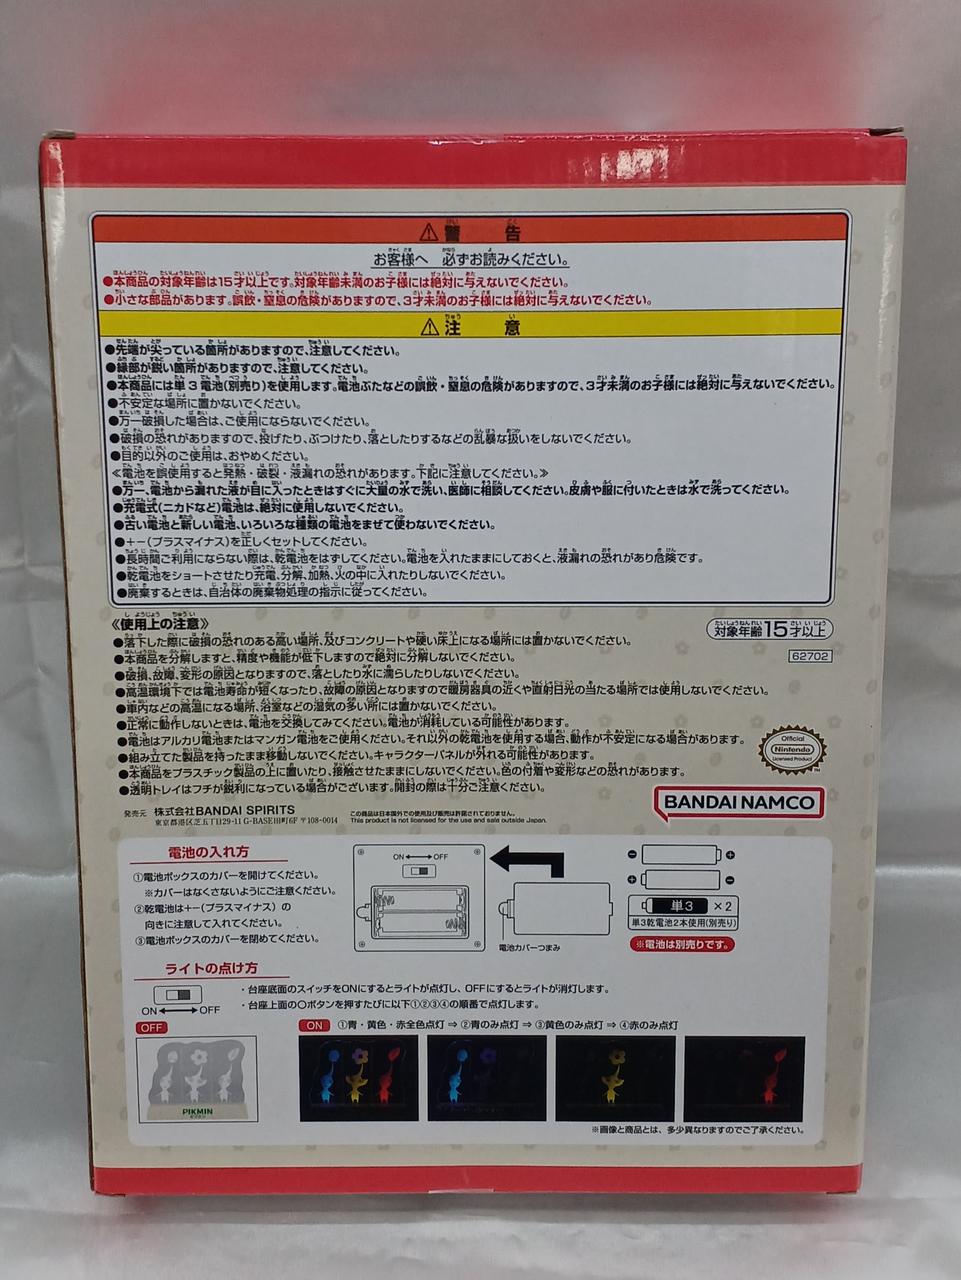 ⚠警告
お客様へ 必ずお読みください。
●本商品の対象年齢は15才以上です。対象年齢未満のお子様には絶対に与えないでください。
●小さな部品があります。誤飲・窒息の危険がありますので、3才未満のお子様には絶対に与えないでください。
⚠注意
●先端が尖っている箇所がありますので、注意してください。
●縁部が鋭い箇所がありますので、注意してください。
●本商品には単3電池(別売り)を使用します。電池ぶたなどの誤飲・窒息の危険がありますので、3才未満のお子様には絶対に与えないでください。
●不安定な場所に置かないでください。
●万一破損した場合は、ご使用にならないでください。
●破損の恐れがありますので、投げたり、ぶつけたり、落としたりするなどの乱暴な扱いをしないでください。
●目的以外のご使用は、おやめください。
≪電池を誤使用すると発熱・破裂・液漏れの恐れがあります。下記に注意してください。≫
●万一、電池から漏れた液が目に入ったときはすぐに大量の水で洗い、医師に相談してください。皮膚や服に付いたときは水で洗ってください。
●充電式(ニカドなど)電池は、絶対に使用しないでください。
●古い電池と新しい電池、いろいろな種類の電池をまぜて使わないでください。
●+−(プラスマイナス)を正しくセットしてください。
●長時間ご利用にならない際は、乾電池をはずしてください。電池を入れたままにしておくと、液漏れの恐れがあり危険です。
●乾電池をショートさせたり充電、分解、加熱、火の中に入れたりしないでください。
●廃棄するときは、自治体の廃棄物処理の指示に従ってください。
≪使用上の注意≫
対象年齢15才以上
●落下した際に破損の恐れのある高い場所、及びコンクリートや硬い床上になる場所には置かないでください。
62702
●本商品を分解しますと、精度や機能が低下しますので絶対に分解しないでください。
●破損、故障、変形の原因となりますので、落としたり水に濡らしたりしないでください。
●高温環境下では電池寿命が短くなったり、故障の原因となりますので暖房器具の近くや直射日光の当たる場所では使用しないでください。
●車内などの高温になる場所、浴室などの湿気の多い所には置かないでください。
●正常に動作しないときは、電池を交換してみてください。電池が消耗している可能性があります。
●電池はアルカリ電池またはマンガン電池をご使用ください。それ以外の乾電池を使用する場合、動作が不安定になる場合があります。
●組み立てた製品を持ったまま移動しないでください。キャラクターパネルが外れる可能性があります。
●本商品をプラスチック製品の上に置いたり、接触させたままにしないでください。色の付着や変形などの恐れがあります。
●透明トレイはフチが鋭利になっている場合がございます。開封の際は十分ご注意ください。
Official
Nintendo
Licensed Product
TM
BANDAI NAMCO
発売元 株式会社BANDAI SPIRITS
東京都港区芝五丁目29-11 G-BASE田町6F 〒108-0014
この商品は日本国外での使用及び販売は許諾されておりません。
This product is not licensed for the use and sale outside Japan.
電池の入れ方
①電池ボックスのカバーを開けてください。
※カバーはなくさないようにご注意ください。
②乾電池は+−(プラスマイナス)の
向きに注意して入れてください。
③電池ボックスのカバーを閉めてください。
ON OFF
電池カバーつまみ
− +
+ −
単3 ×2
単3乾電池2本使用(別売り)
※電池は別売りです。
ライトの点け方
ON OFF
・台座底面のスイッチをONにするとライトが点灯し、OFFにするとライトが消灯します。
・台座上面の○ボタンを押すたびに以下①②③④の順番で点灯します。
OFF
PIKMIN
ON ①青・黄色・赤全色点灯 ⇒ ②青のみ点灯 ⇒ ③黄色のみ点灯 ⇒ ④赤のみ点灯
※画像と商品とは、多少異なりますのでご了承ください。